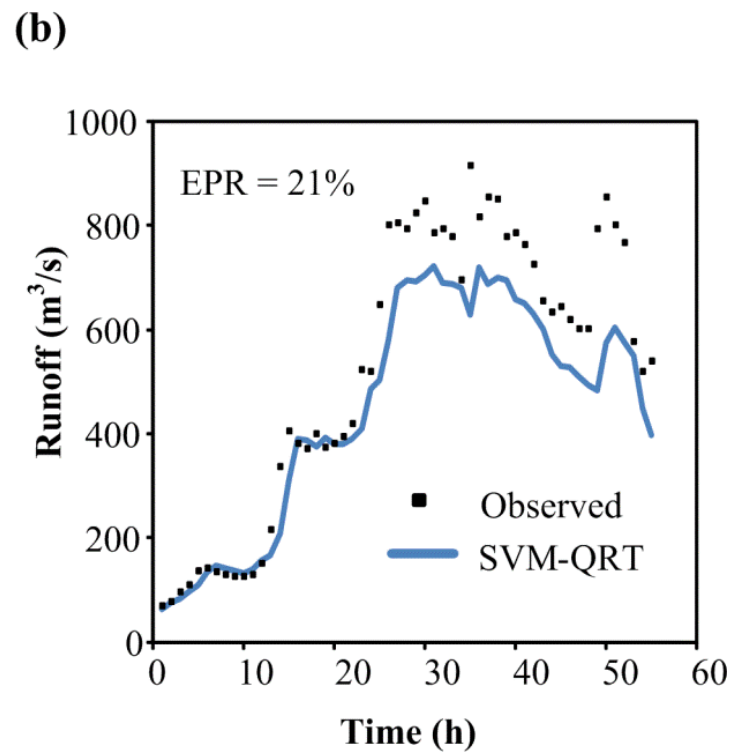 (b)
1000
800
600
400
200
0
Runoff (m³/s)
EPR = 21%
Observed
SVM-QRT
0 10 20 30 40 50 60
Time (h)